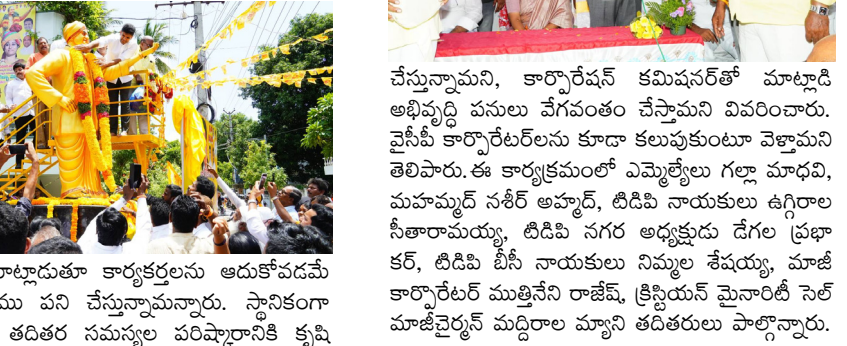 మాట్లాడుతూ కార్యకర్తలను ఆదుకోవడమే
పని చేస్తున్నామన్నారు. స్థానికంగా
తదితర సమస్యల పరిష్కారానికి కృషి
చేస్తున్నామని, కార్పొరేషన్ కమిషనర్‌తో మాట్లాడి
అభివృద్ధి పనులు వేగవంతం చేస్తామని వివరించారు.
వైసీపీ కార్పొరేటర్‌లను కూడా కలుపుకుంటూ వెళ్తామని
తెలిపారు. ఈ కార్యక్రమంలో ఎమ్మెల్యేలు గల్లా మాధవి,
మహమ్మద్ నశీర్ అహ్మద్, టిడిపి నాయకులు ఉగ్గిరాల
సీతారామయ్య, టిడిపి నగర అధ్యక్షుడు డేగల ప్రభా
కర్, టిడిపి బీసీ నాయకులు నిమ్మల శేషయ్య, మాజీ
కార్పొరేటర్ ముత్తినేని రాజేష్, క్రిస్టియన్ మైనారిటీ సెల్
మాజీచైర్మన్ మద్దిరాల మ్యాని తదితరులు పాల్గొన్నారు.